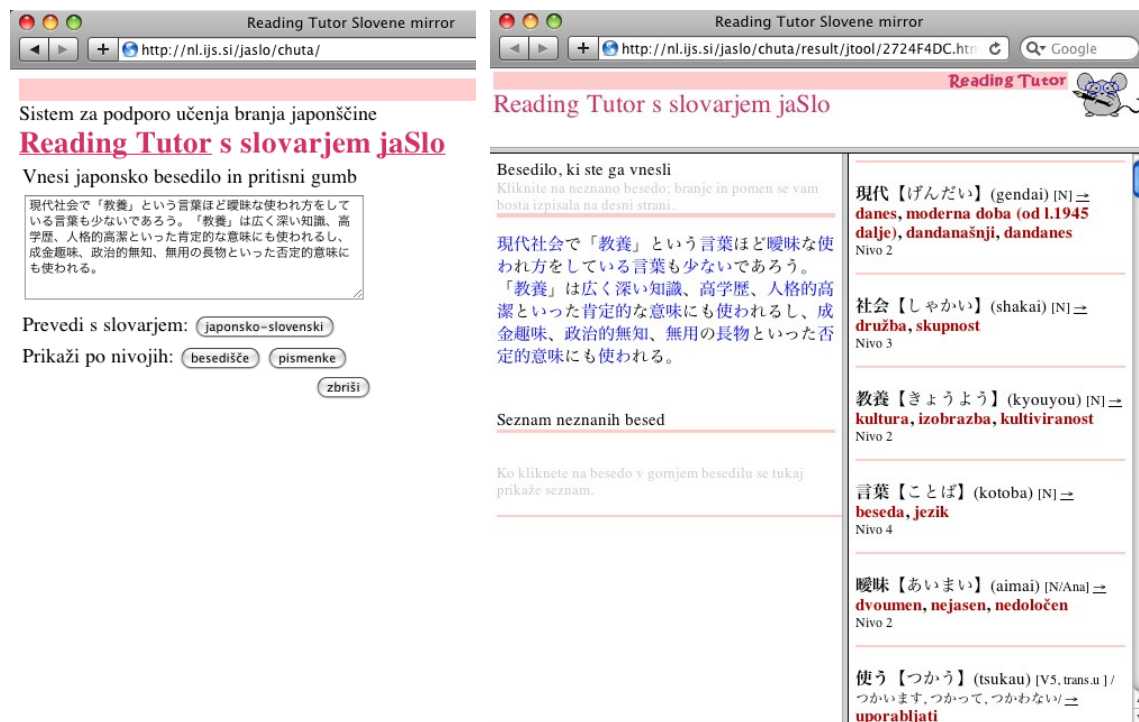 Reading Tutor Slovene mirror
http://nl.ijs.si/jaslo/chuta/
Sistem za podporo učenja branja japonščine
Reading Tutor s slovarjem jaSlo
Vnesi japonsko besedilo in pritisni gumb
現代社会で「教養」という言葉ほど曖昧な使われ方をして
いる言葉も少ないであろう。「教養」は広く深い知識、高
学歴、人格的高潔といった肯定的な意味にも使われるし、
成金趣味、政治的無知、無用の長物といった否定的意味に
も使われる。
Prevedi s slovarjem: japonsko-slovenski
Prikaži po nivojih: besedišče pismenke
zbriši
Reading Tutor Slovene mirror
http://nl.ijs.si/jaslo/chuta/result/jtool/2724F4DC.htm
Google
Reading Tutor
Reading Tutor s slovarjem jaSlo
Besedilo, ki ste ga vnesli
Kliknite na neznano besedo; branje in pomen se vam
bosta izpisala na desni strani.
現代社会で「教養」という言葉ほど曖昧な使
われ方をしている言葉も少ないであろう。
「教養」は広く深い知識、高学歴、人格的高
潔といった肯定的な意味にも使われるし、成
金趣味、政治的無知、無用の長物といった否
定的意味にも使われる。
Seznam neznanih besed
Ko kliknete na besedo v gornjem besedilu se tukaj
prikaže seznam.
現代【げんだい】(gendai) [N] →
danes, moderna doba (od l.1945
dalje), dandanašnji, dandanes
Nivo 2
社会【しゃかい】(shakai) [N] →
družba, skupnost
Nivo 3
教養【きょうよう】(kyouyou) [N] →
kultura, izobrazba, kultiviranost
Nivo 2
言葉【ことば】(kotoba) [N] →
beseda, jezik
Nivo 4
曖昧【あいまい】(aimai) [N/Ana] →
dvoumen, nejasen, nedoločen
Nivo 2
使う【つかう】(tsukau) [V5, trans.u ] /
つかいます, つかって, つかわない/ →
uporabljati